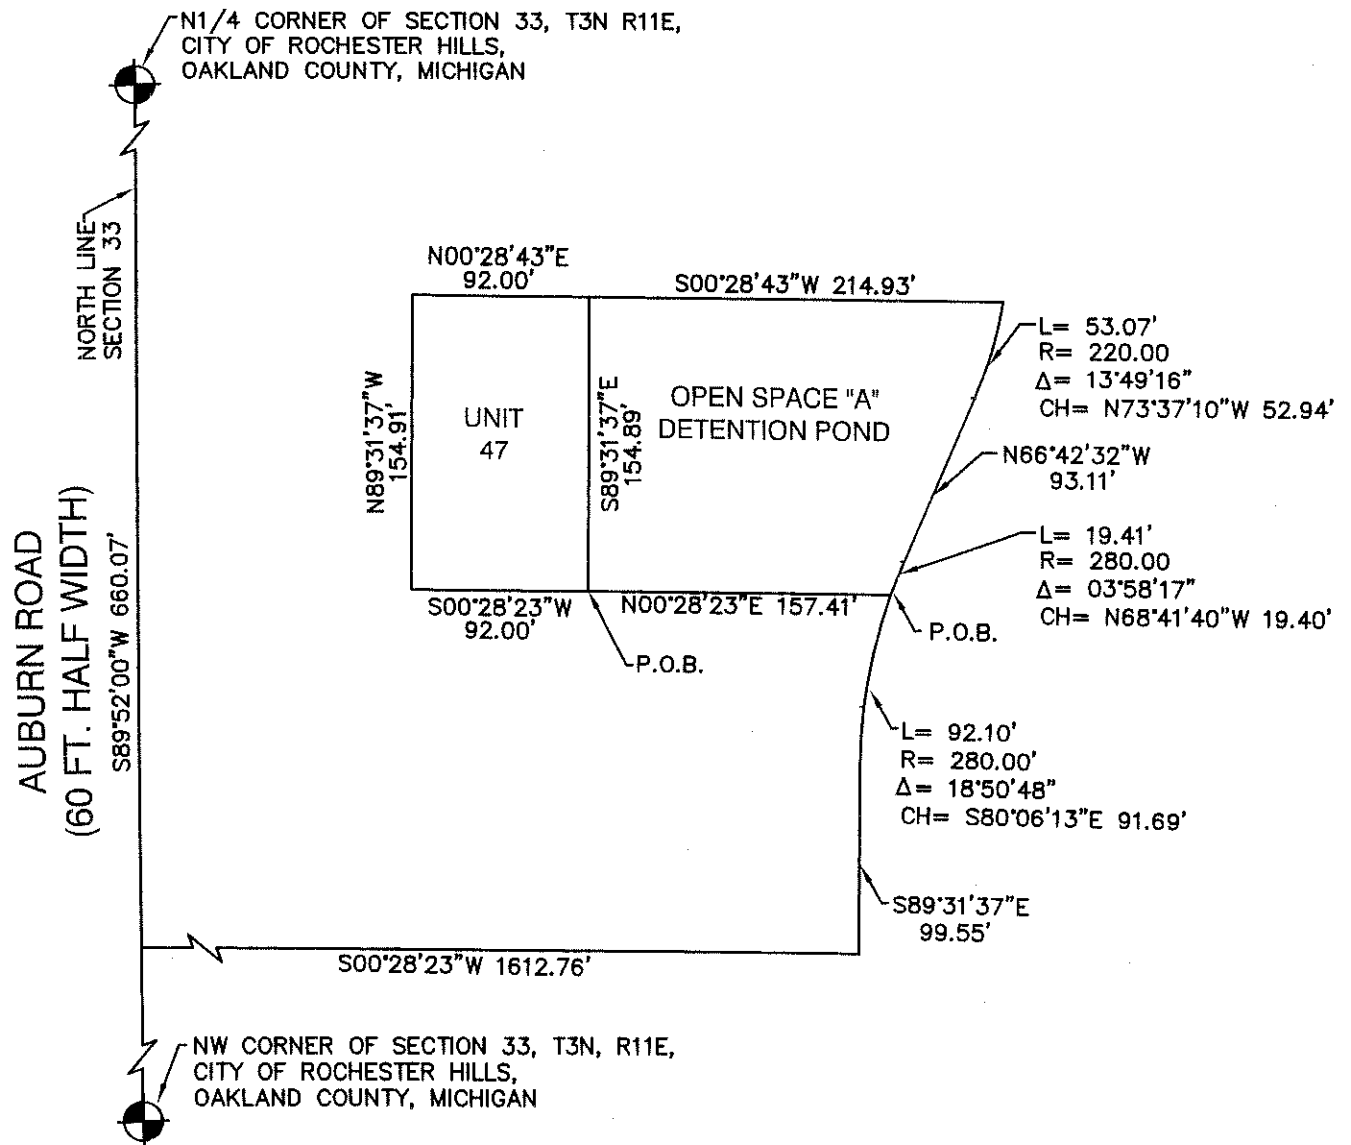 N1/4 CORNER OF SECTION 33, T3N R11E,
CITY OF ROCHESTER HILLS,
OAKLAND COUNTY, MICHIGAN
NORTH LINE
SECTION 33
N00°28'43"E
92.00'
S00°28'43"W 214.93'
L= 53.07'
R= 220.00
Δ= 13°49'16"
CH= N73°37'10"W 52.94'
N89°31'37"W
154.91'
UNIT
47
S89°31'37"E
154.89'
OPEN SPACE "A"
DETENTION POND
N66°42'32"W
93.11'
L= 19.41'
R= 280.00
Δ= 03°58'17"
CH= N68°41'40"W 19.40'
S00°28'23"W
92.00'
N00°28'23"E 157.41'
P.O.B.
P.O.B.
AUBURN ROAD
(60 FT. HALF WIDTH)
S89°52'00"W 660.07'
L= 92.10'
R= 280.00'
Δ= 18°50'48"
CH= S80°06'13"E 91.69'
S89°31'37"E
99.55'
S00°28'23"W 1612.76'
NW CORNER OF SECTION 33, T3N, R11E,
CITY OF ROCHESTER HILLS,
OAKLAND COUNTY, MICHIGAN